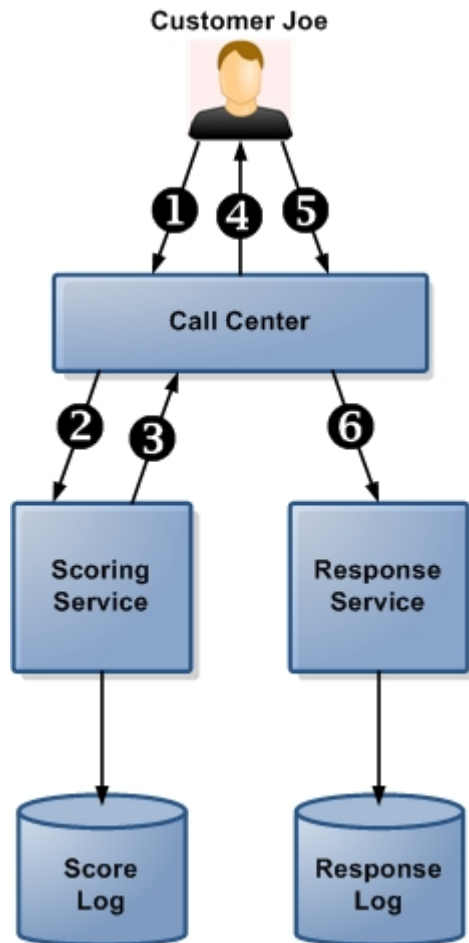 Customer Joe
1
4
5
Call Center
2
3
6
Scoring
Service
Response
Service
Score
Log
Response
Log